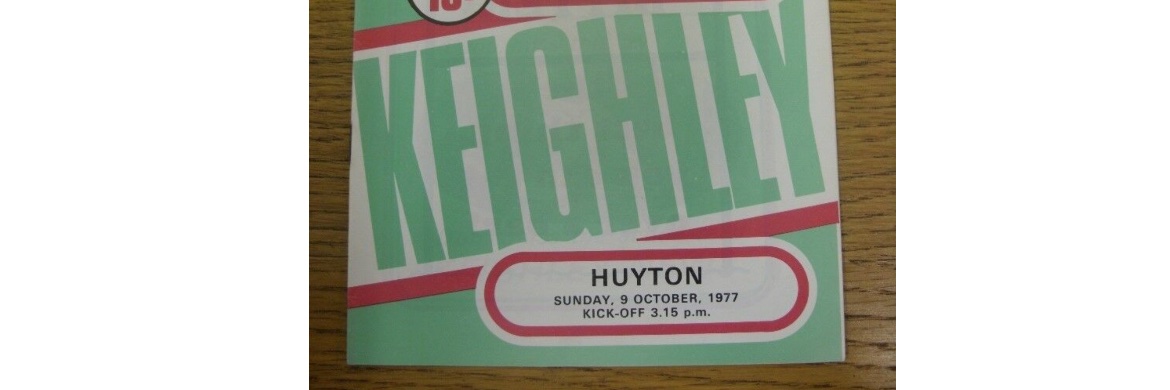 KEIGHLEY
HUYTON
SUNDAY, 9 OCTOBER, 1977
KICK-OFF 3.15 p.m.